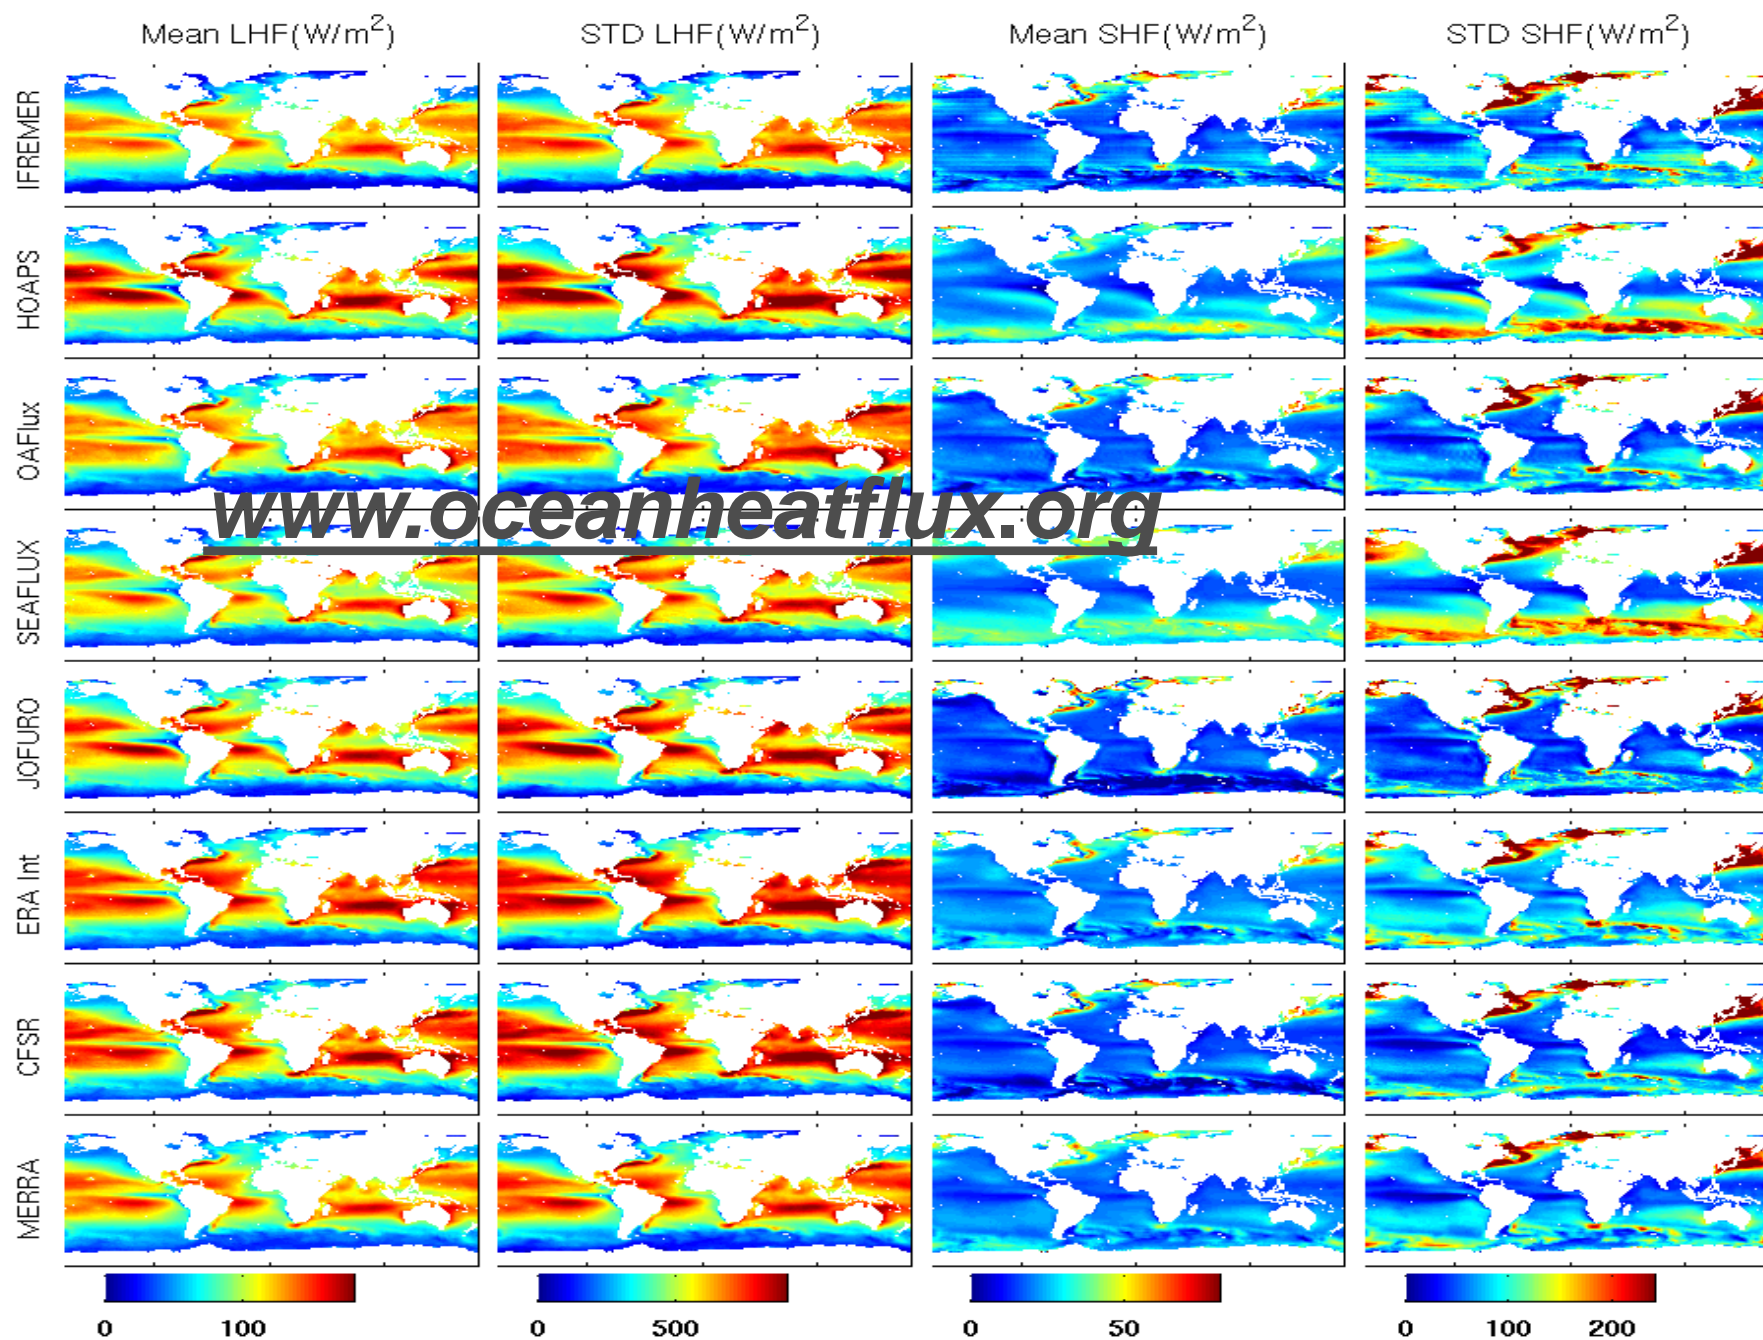 Mean LHF(W/m²) STD LHF(W/m²) Mean SHF(W/m²) STD SHF(W/m²)
IFREMER
HOAPS
OAFlux
www.oceanheatflux.org
SEAFLUX
JOFURO
ERA Int
CFSR
MERRA
0 100 0 500 0 50 0 100 200